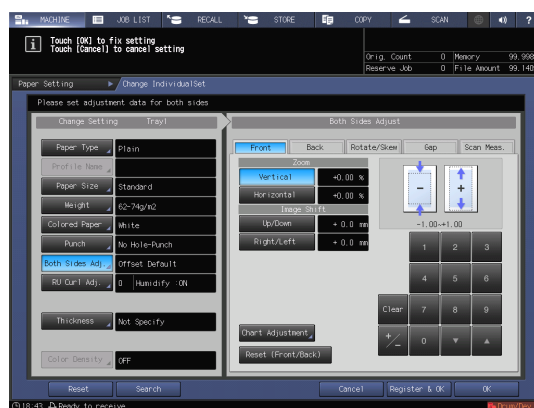 MACHINE JOB LIST RECALL STORE COPY SCAN ?
Touch [OK] to fix setting
Touch [Cancel] to cancel setting
Orig. Count 0 Memory 99.998
Reserve Job 0 File Amount 99.140
Paper Setting Change IndividualSet
Please set adjustment data for both sides
Change Setting Tray1
Paper Type Plain
Profile Name
Paper Size Standard
Weight 62-74g/m2
Colored Paper White
Punch No Hole-Punch
Both Sides Adj. Offset Default
RU Curl Adj. 0 Humidify :ON
Thickness Not Specify
Color Density OFF
Both Sides Adjust
Front Back Rotate/Skew Gap Scan Meas.
Zoom
Vertical +0.00 %
Horizontal +0.00 %
Image Shift
Up/Down + 0.0 mm
Right/Left + 0.0 mm
Chart Adjustment
Reset (Front/Back)
- +
-1.00~+1.00
1 2 3
4 5 6
Clear 7 8 9
+/- 0 ▼ ▲
Reset Search Cancel Register & OK OK
18:43 Ready to receive Drum/Dev